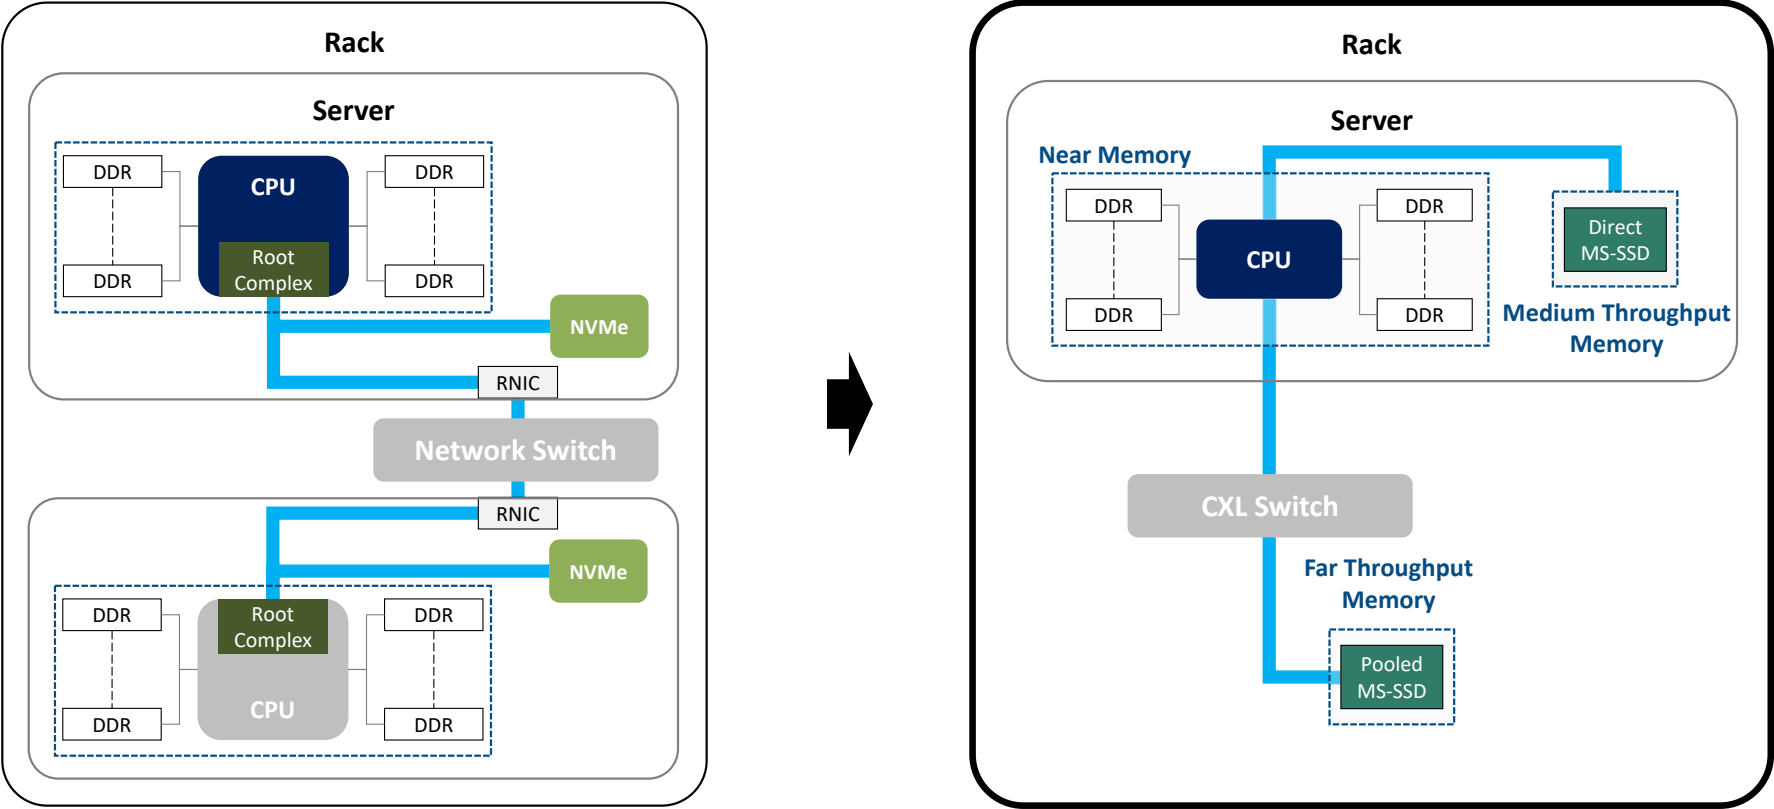 Rack
Server
DDR
CPU
DDR
Root
Complex
DDR
DDR
NVMe
RNIC
Network Switch
RNIC
NVMe
DDR
Root
Complex
DDR
DDR
CPU
DDR
Rack
Server
Near Memory
DDR
DDR
CPU
DDR
DDR
Direct
MS-SSD
Medium Throughput
Memory
CXL Switch
Far Throughput
Memory
Pooled
MS-SSD